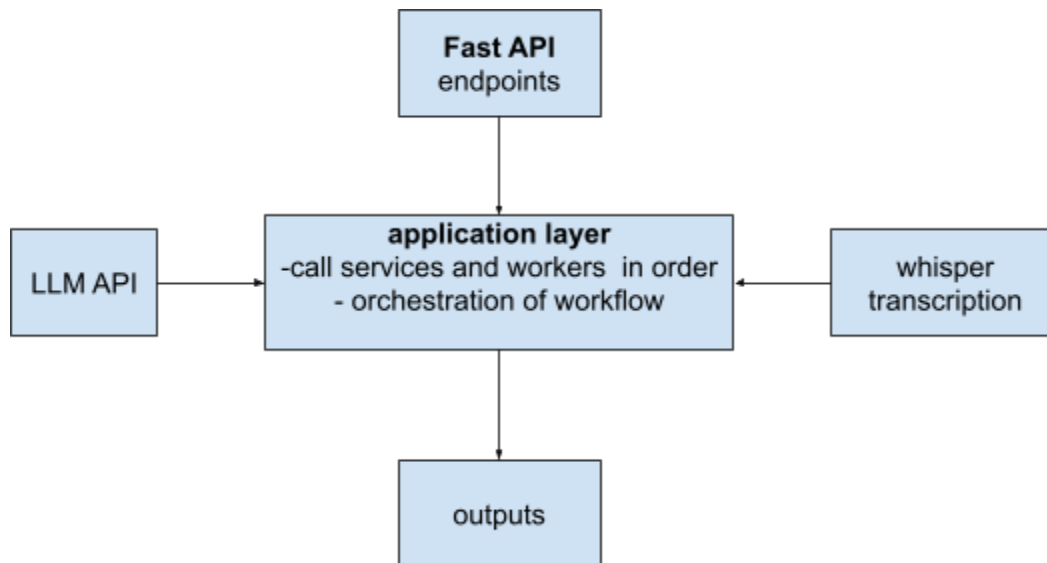 Fast API
endpoints
application layer
-call services and workers  in order
- orchestration of workflow
LLM API
whisper
transcription
outputs